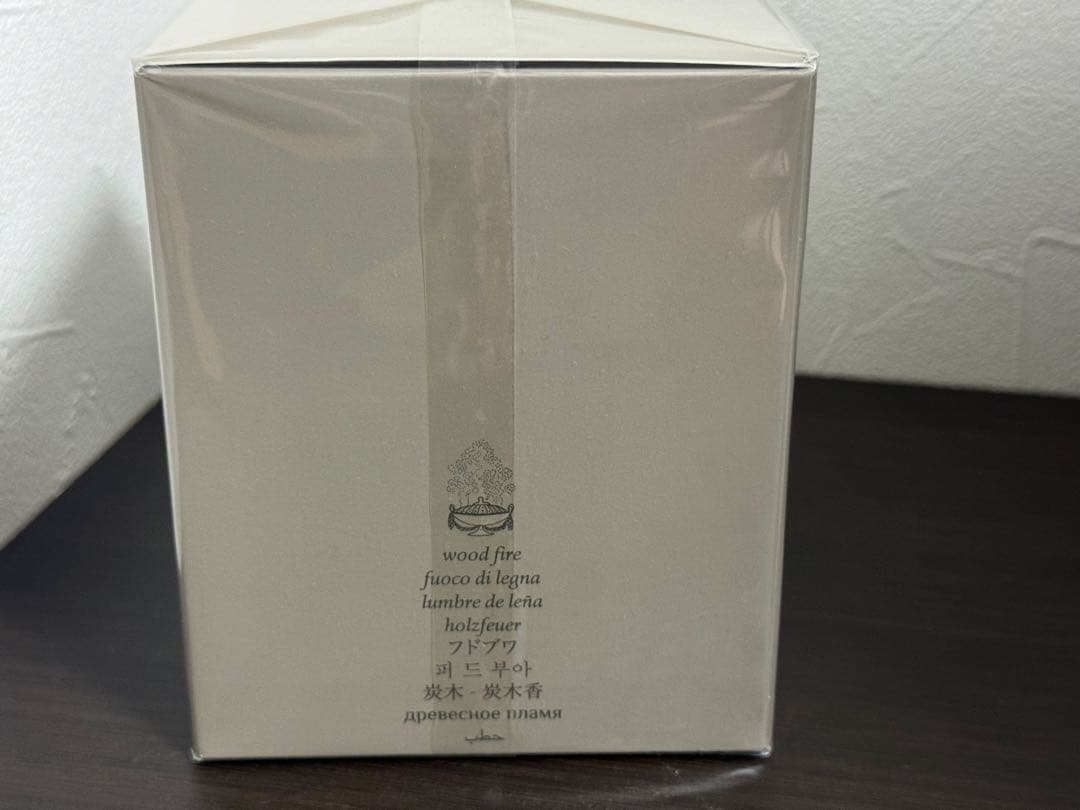 wood fire
fuoco di legna
lumbre de leña
holzfeuer
フドブワ
피 드 부아
炭木 - 炭木香
древесное пламя
حطب